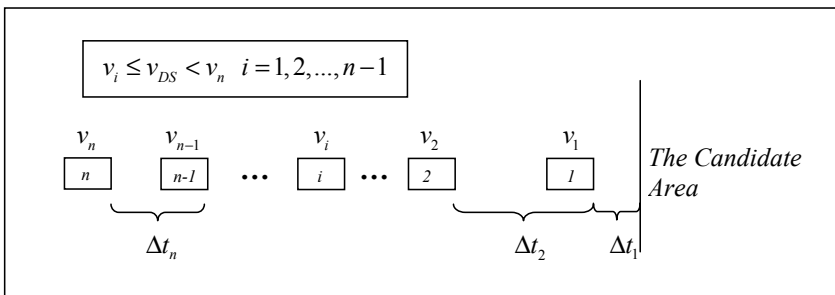 v_i ≤ v_DS < v_n i = 1, 2, ..., n − 1
v_n v_{n−1} v_i v_2 v_1
n n-1 ... i ... 2 1
The Candidate
Area
Δt_n Δt_2 Δt_1